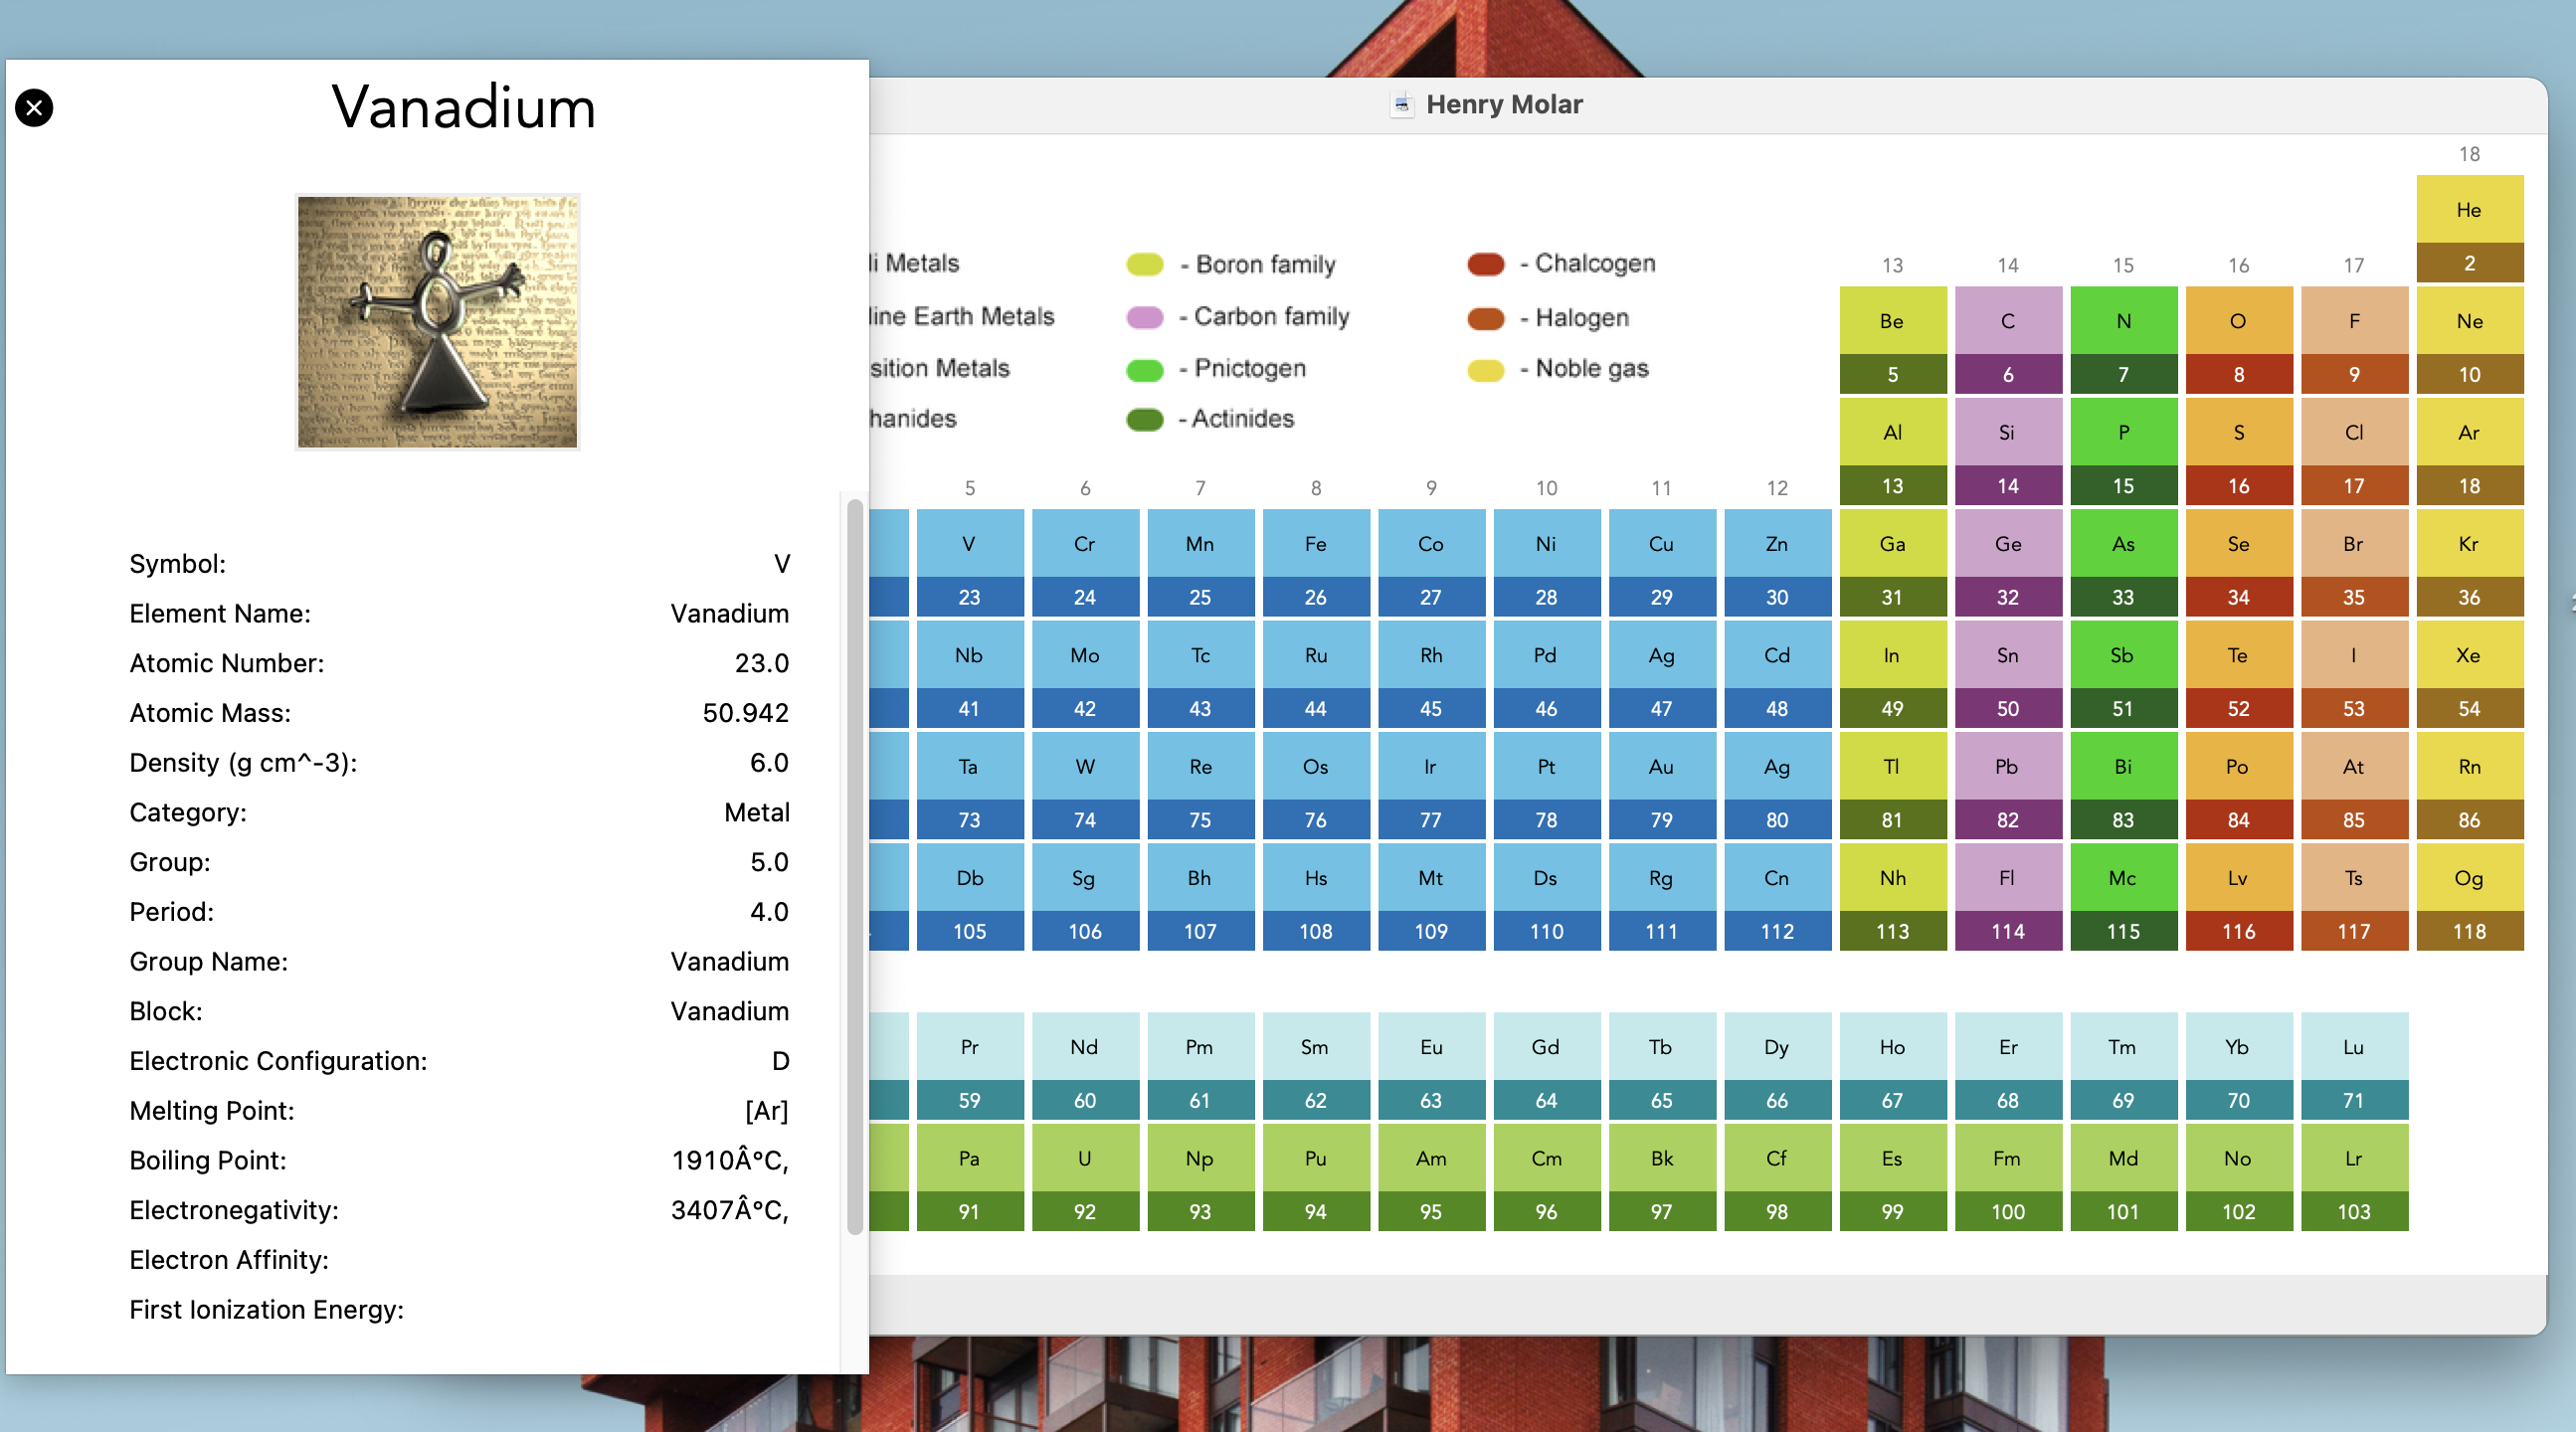 Vanadium
Symbol: V
Element Name: Vanadium
Atomic Number: 23.0
Atomic Mass: 50.942
Density (g cm^-3): 6.0
Category: Metal
Group: 5.0
Period: 4.0
Group Name: Vanadium
Block: Vanadium
Electronic Configuration: D
Melting Point: [Ar]
Boiling Point: 1910Â°C,
Electronegativity: 3407Â°C,
Electron Affinity:
First Ionization Energy:
Henry Molar
li Metals - Boron family - Chalcogen
line Earth Metals - Carbon family - Halogen
sition Metals - Pnictogen - Noble gas
hanides - Actinides
18
He
2
13 14 15 16 17
Be C N O F Ne
5 6 7 8 9 10
Al Si P S Cl Ar
13 14 15 16 17 18
5 6 7 8 9 10 11 12
V Cr Mn Fe Co Ni Cu Zn Ga Ge As Se Br Kr
23 24 25 26 27 28 29 30 31 32 33 34 35 36
Nb Mo Tc Ru Rh Pd Ag Cd In Sn Sb Te I Xe
41 42 43 44 45 46 47 48 49 50 51 52 53 54
Ta W Re Os Ir Pt Au Ag Tl Pb Bi Po At Rn
73 74 75 76 77 78 79 80 81 82 83 84 85 86
Db Sg Bh Hs Mt Ds Rg Cn Nh Fl Mc Lv Ts Og
105 106 107 108 109 110 111 112 113 114 115 116 117 118
Pr Nd Pm Sm Eu Gd Tb Dy Ho Er Tm Yb Lu
59 60 61 62 63 64 65 66 67 68 69 70 71
Pa U Np Pu Am Cm Bk Cf Es Fm Md No Lr
91 92 93 94 95 96 97 98 99 100 101 102 103